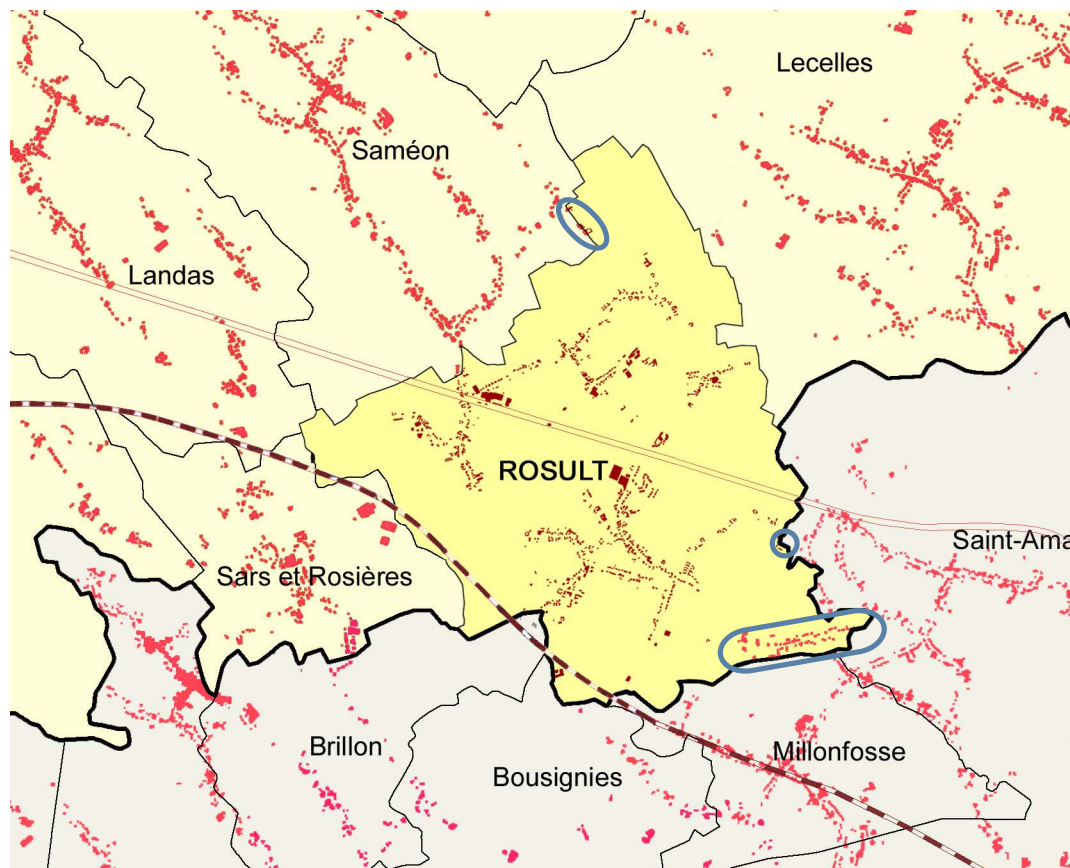 Lecelles
Saméon
Landas
ROSULT
Saint-Ama
Sars et Rosières
Brillon
Millonfosse
Bousignies